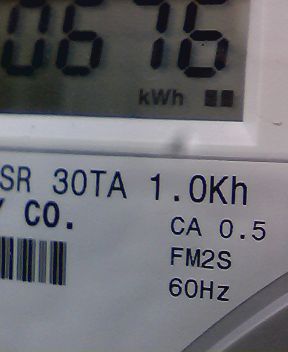 0676
kWh
SR 30TA 1.0Kh
Y CO.
CA 0.5
FM2S
60Hz